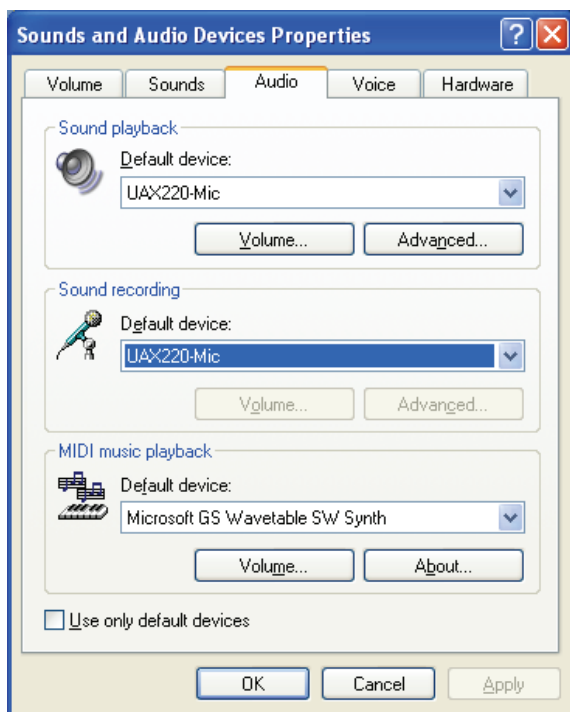 Sounds and Audio Devices Properties
Volume Sounds Audio Voice Hardware
Sound playback
Default device:
UAX220-Mic
Volume... Advanced...
Sound recording
Default device:
UAX220-Mic
Volume... Advanced...
MIDI music playback
Default device:
Microsoft GS Wavetable SW Synth
Volume... About...
Use only default devices
OK Cancel Apply